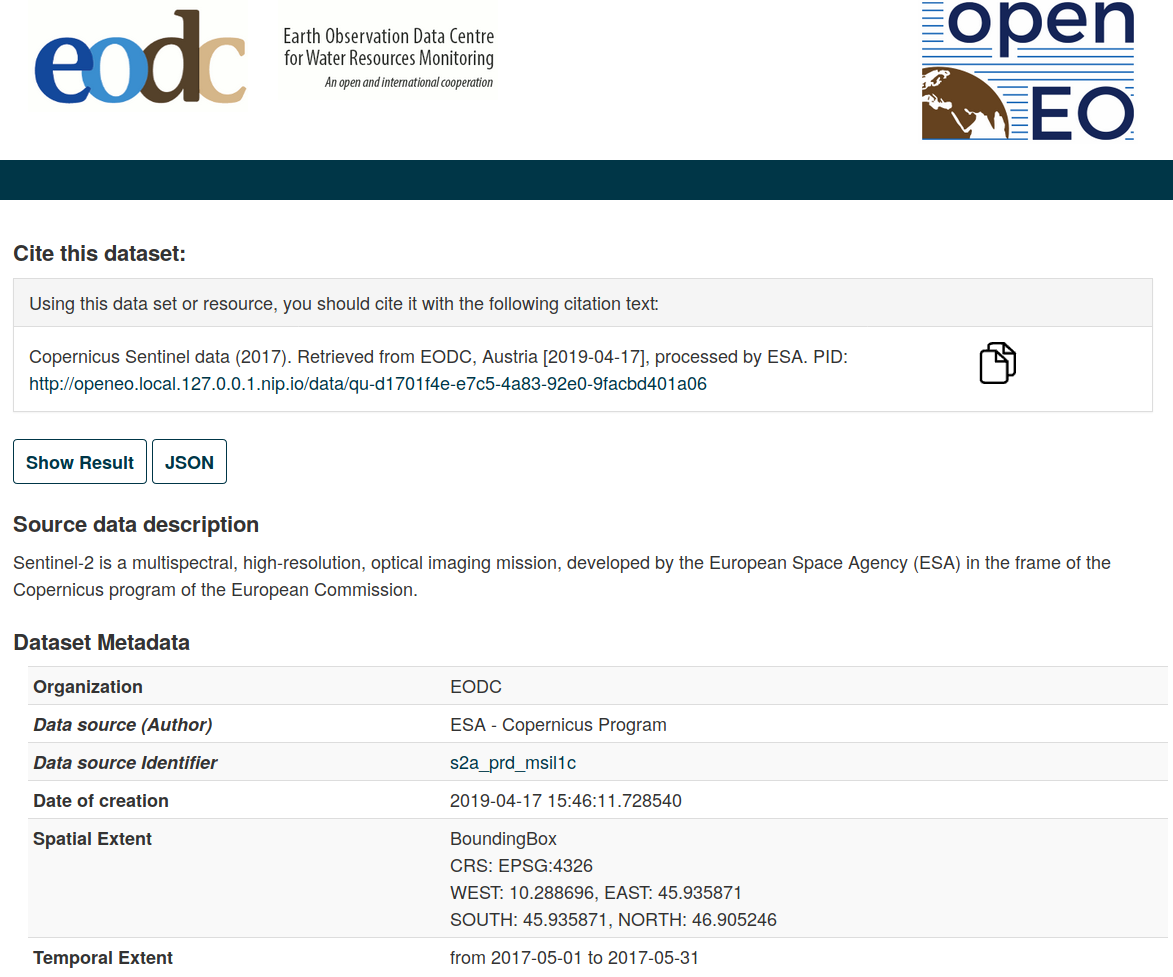 eodc
Earth Observation Data Centre
for Water Resources Monitoring
An open and international cooperation
open
EO
Cite this dataset:
Using this data set or resource, you should cite it with the following citation text:
Copernicus Sentinel data (2017). Retrieved from EODC, Austria [2019-04-17], processed by ESA. PID:
http://openeo.local.127.0.0.1.nip.io/data/qu-d1701f4e-e7c5-4a83-92e0-9facbd401a06
Show Result JSON
Source data description
Sentinel-2 is a multispectral, high-resolution, optical imaging mission, developed by the European Space Agency (ESA) in the frame of the
Copernicus program of the European Commission.
Dataset Metadata
Organization EODC
Data source (Author) ESA - Copernicus Program
Data source Identifier s2a_prd_msil1c
Date of creation 2019-04-17 15:46:11.728540
Spatial Extent BoundingBox
CRS: EPSG:4326
WEST: 10.288696, EAST: 45.935871
SOUTH: 45.935871, NORTH: 46.905246
Temporal Extent from 2017-05-01 to 2017-05-31